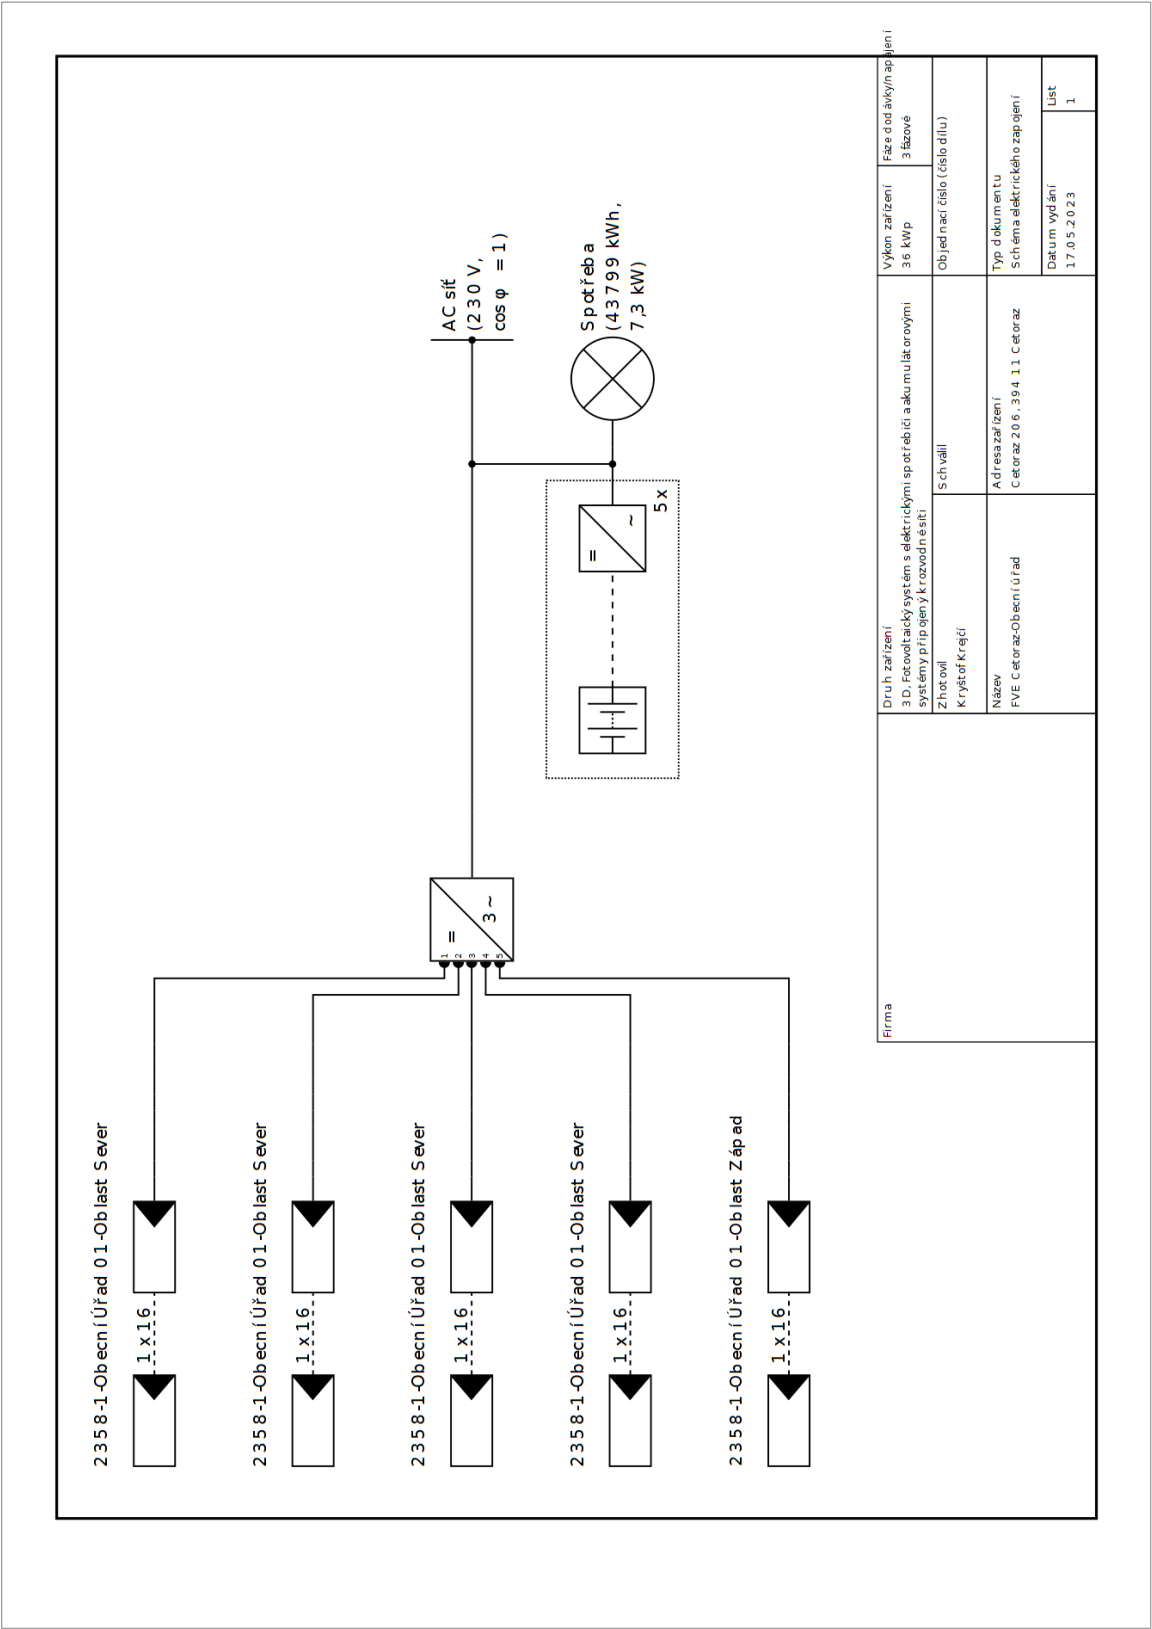 2358-1-Obecní Úřad 01-Oblast Sever
1 x 16
2358-1-Obecní Úřad 01-Oblast Sever
1 x 16
2358-1-Obecní Úřad 01-Oblast Sever
1 x 16
2358-1-Obecní Úřad 01-Oblast Sever
1 x 16
2358-1-Obecní Úřad 01-Oblast Západ
1 x 16
1
2
3
4
5
=
3 ~
AC síť
(230 V,
cos φ = 1)
=
~
5 x
Spotřeba
(43799 kWh,
7,3 kW)
Firma
Druh zařízení
3D, Fotovoltaický systém s elektrickými spotřebiči a akumulátorovými
systémy připojený k rozvodné síti
Výkon zařízení
36 kWp
Fáze dodávky/napájení
3 fázové
Zhotovil
Kryštof Krejčí
Schválil
Objednací číslo (číslo dílu)
Název
FVE Cetoraz-Obecní úřad
Adresa zařízení
Cetoraz 206, 394 11 Cetoraz
Typ dokumentu
Schéma elektrického zapojení
Datum vydání
17.05.2023
List
1